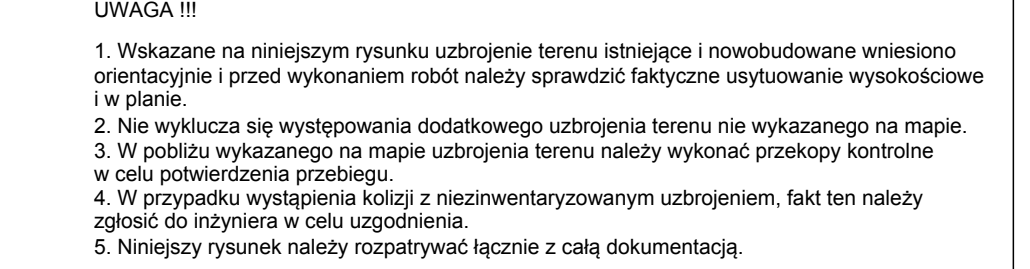 UWAGA !!!
1. Wskazane na niniejszym rysunku uzbrojenie terenu istniejące i nowobudowane wniesiono
orientacyjnie i przed wykonaniem robót należy sprawdzić faktyczne usytuowanie wysokościowe
i w planie.
2. Nie wyklucza się występowania dodatkowego uzbrojenia terenu nie wykazanego na mapie.
3. W pobliżu wykazanego na mapie uzbrojenia terenu należy wykonać przekopy kontrolne
w celu potwierdzenia przebiegu.
4. W przypadku wystąpienia kolizji z niezinwentaryzowanym uzbrojeniem, fakt ten należy
zgłosić do inżyniera w celu uzgodnienia.
5. Niniejszy rysunek należy rozpatrywać łącznie z całą dokumentacją.